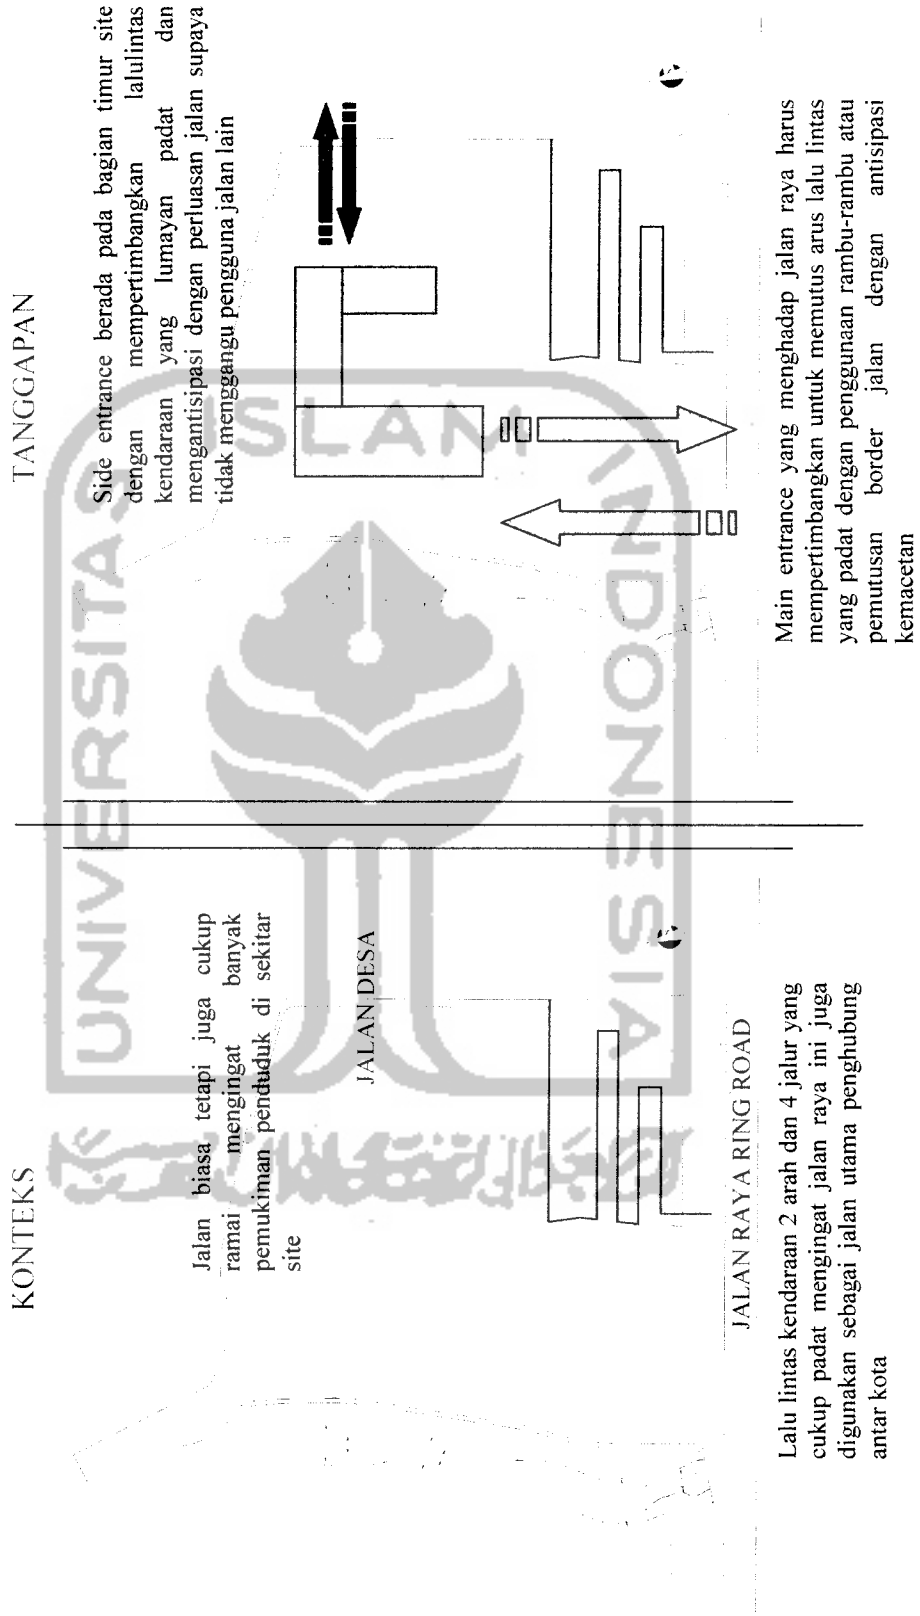 KONTEKS
Jalan biasa tetapi juga cukup
ramai mengingat banyak
pemukiman penduduk di sekitar
site
JALAN DESA
JALAN RAYA RING ROAD
Lalu lintas kendaraan 2 arah dan 4 jalur yang
cukup padat mengingat jalan raya ini juga
digunakan sebagai jalan utama penghubung
antar kota
TANGGAPAN
Side entrance berada pada bagian timur site
dengan mempertimbangkan lalulintas
kendaraan yang lumayan padat dan
mengantisipasi dengan perluasan jalan supaya
tidak menggangu pengguna jalan lain
Main entrance yang menghadap jalan raya harus
mempertimbangkan untuk memutus arus lalu lintas
yang padat dengan penggunaan rambu-rambu atau
pemutusan border jalan dengan antisipasi
kemacetan
UNIVERSITAS ISLAM INDONESIA